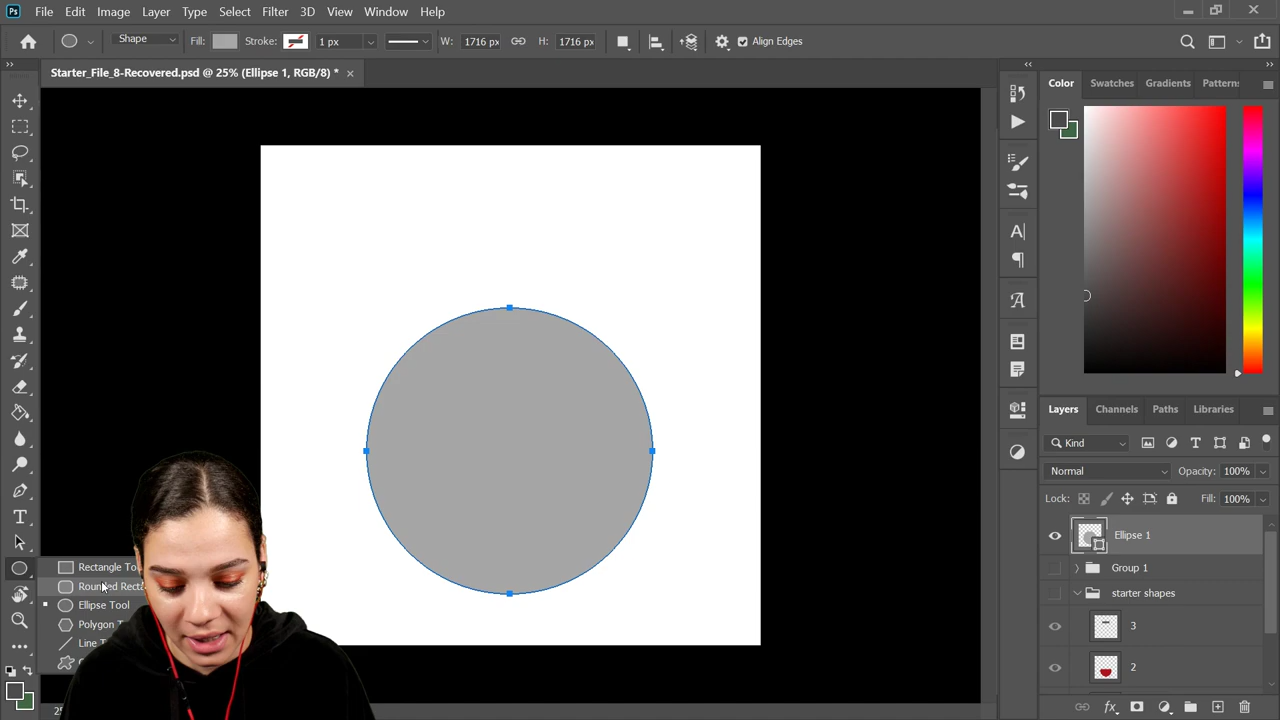 Ps File Edit Image Layer Type Select Filter 3D View Window Help
Shape Fill: Stroke: 1 px W: 1716 px H: 1716 px Align Edges
Starter_File_8-Recovered.psd @ 25% (Ellipse 1, RGB/8) *
Color Swatches Gradients Patterns
Layers Channels Paths Libraries
Kind
Normal Opacity: 100%
Lock: Fill: 100%
Ellipse 1
Group 1
starter shapes
3
2
Rectangle
Rounded
Ellipse Tool
Polygon
Line